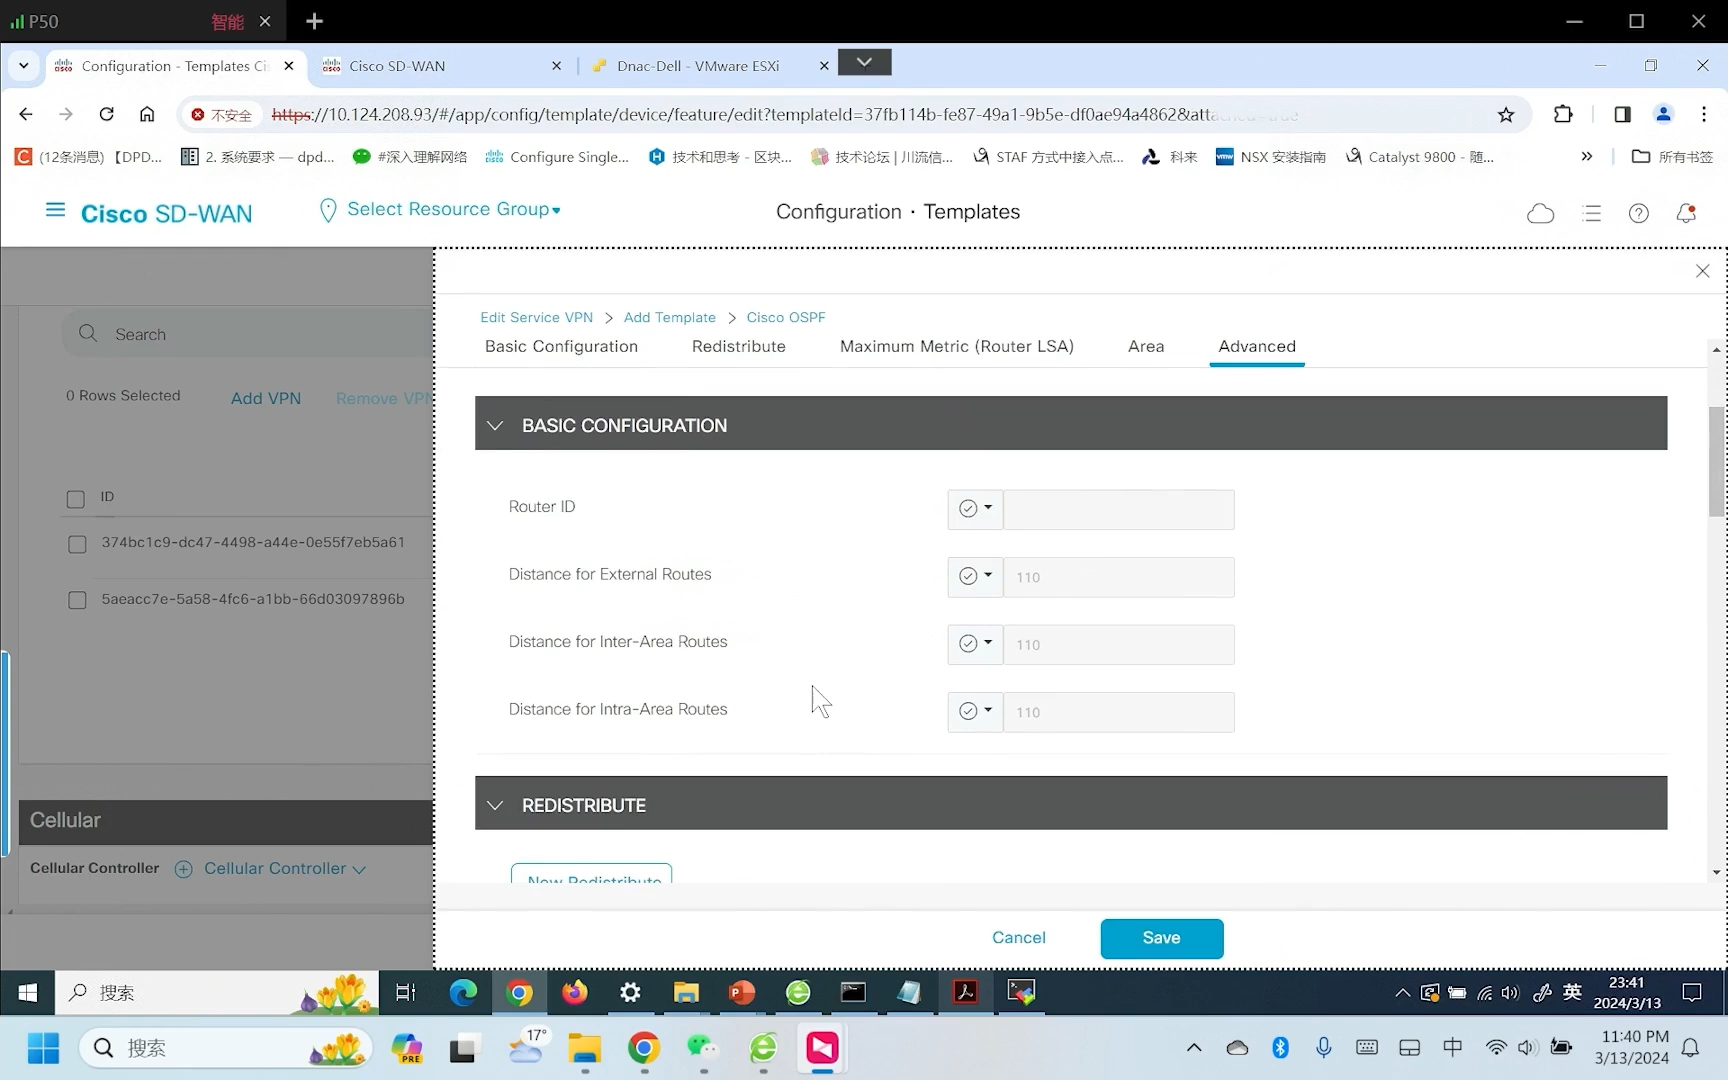 P50 智能
Configuration - Templates Ci
Cisco SD-WAN
Dnac-Dell - VMware ESXi
不安全 https://10.124.208.93/#/app/config/template/device/feature/edit?templateId=37fb114b-fe87-49a1-9b5e-df0ae94a4862&attached=true
(12条消息) 【DPD... 2. 系统要求 — dpd... #深入理解网络 Configure Single... 技术和思考 - 区块... 技术论坛 | 川流信... STAF 方式中接入点... 科来 NSX 安装指南 Catalyst 9800 - 随... » 所有书签
Cisco SD-WAN Select Resource Group Configuration · Templates
Edit Service VPN > Add Template > Cisco OSPF
Basic Configuration Redistribute Maximum Metric (Router LSA) Area Advanced
Search
0 Rows Selected Add VPN Remove VPN
ID
374bc1c9-dc47-4498-a44e-0e55f7eb5a61
5aeacc7e-5a58-4fc6-a1bb-66d03097896b
Cellular
Cellular Controller Cellular Controller
BASIC CONFIGURATION
Router ID
Distance for External Routes 110
Distance for Inter-Area Routes 110
Distance for Intra-Area Routes 110
REDISTRIBUTE
New Redistribute
Cancel Save
搜索
英 23:41
2024/3/13
搜索
PRE
17°
中 11:40 PM
3/13/2024